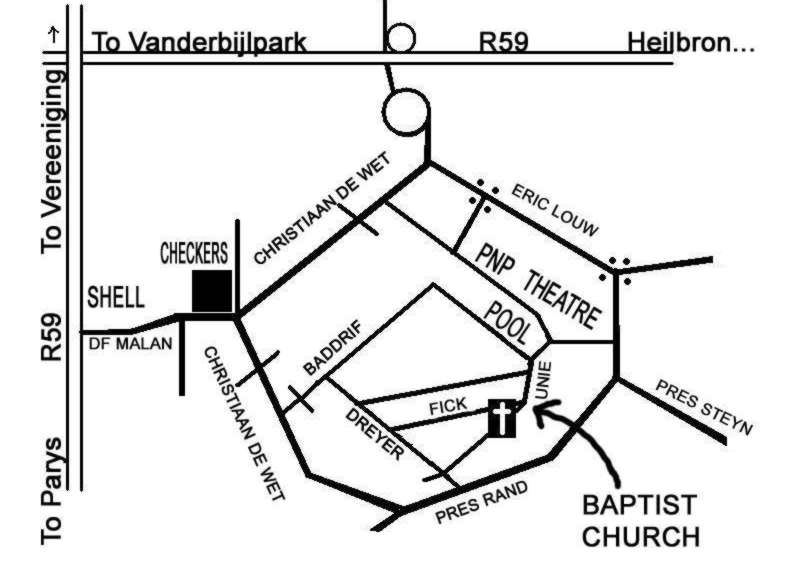 To Vanderbijlpark
R59
Heilbron...
To Vereeniging
R59
To Parys
CHRISTIAAN DE WET
ERIC LOUW
CHECKERS
PNP THEATRE
SHELL
POOL
DF MALAN
BADDRIF
UNIE
CHRISTIAAN DE WET
FICK
DREYER
PRES STEYN
PRES RAND
BAPTIST
CHURCH